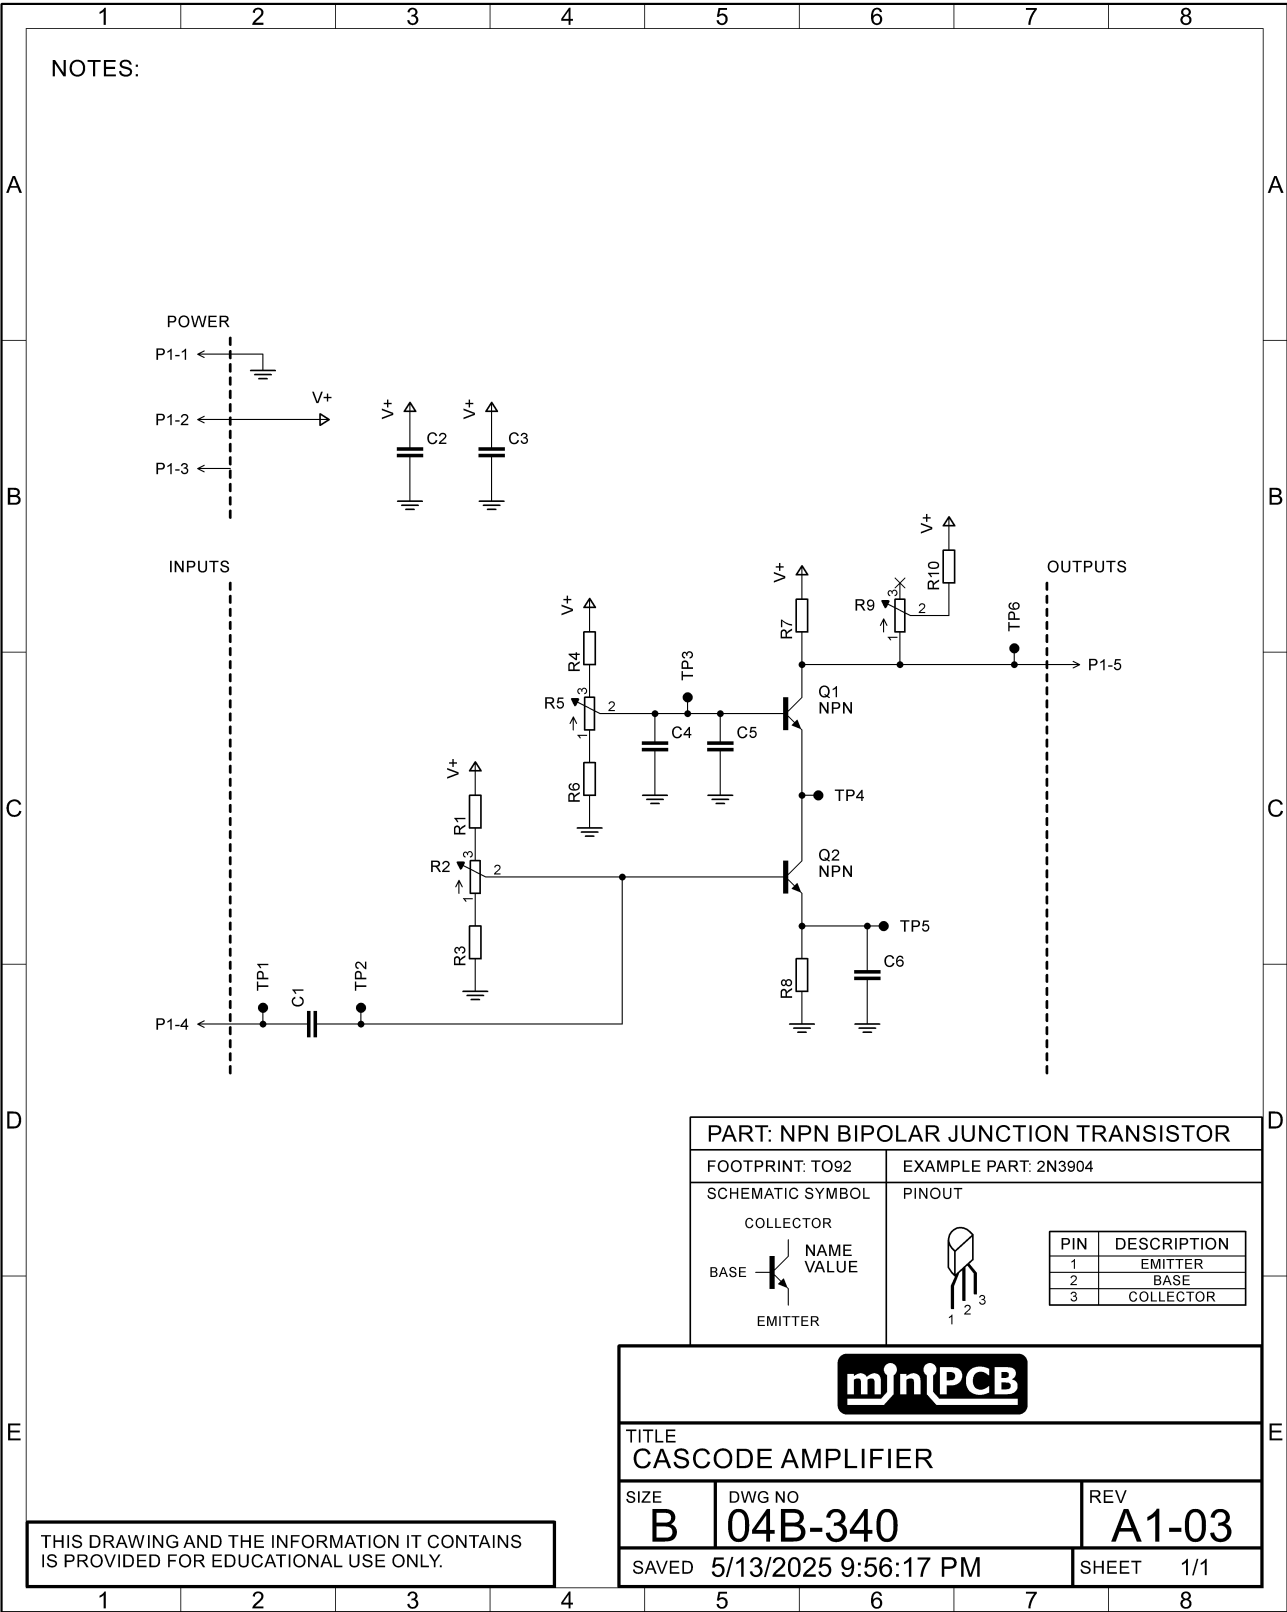 1 2 3 4 5 6 7 8
NOTES:
A A
POWER
P1-1
V+
P1-2
P1-3
V+ C2
V+ C3
B B
INPUTS
OUTPUTS
V+
R10
V+
R7
R9 3 2 1
TP6
P1-5
V+
R4
R5 3 2 1
R6
TP3
C4
C5
Q1
NPN
TP4
C C
V+
R1
R2 3 2 1
R3
Q2
NPN
TP5
R8
C6
TP1
C1
TP2
P1-4
D D
PART: NPN BIPOLAR JUNCTION TRANSISTOR
FOOTPRINT: TO92
EXAMPLE PART: 2N3904
SCHEMATIC SYMBOL
PINOUT
COLLECTOR
BASE
NAME
VALUE
EMITTER
1 2 3
PIN DESCRIPTION
1 EMITTER
2 BASE
3 COLLECTOR
miniPCB
E E
TITLE
CASCODE AMPLIFIER
SIZE
B
DWG NO
04B-340
REV
A1-03
SAVED 5/13/2025 9:56:17 PM
SHEET 1/1
THIS DRAWING AND THE INFORMATION IT CONTAINS
IS PROVIDED FOR EDUCATIONAL USE ONLY.
1 2 3 4 5 6 7 8